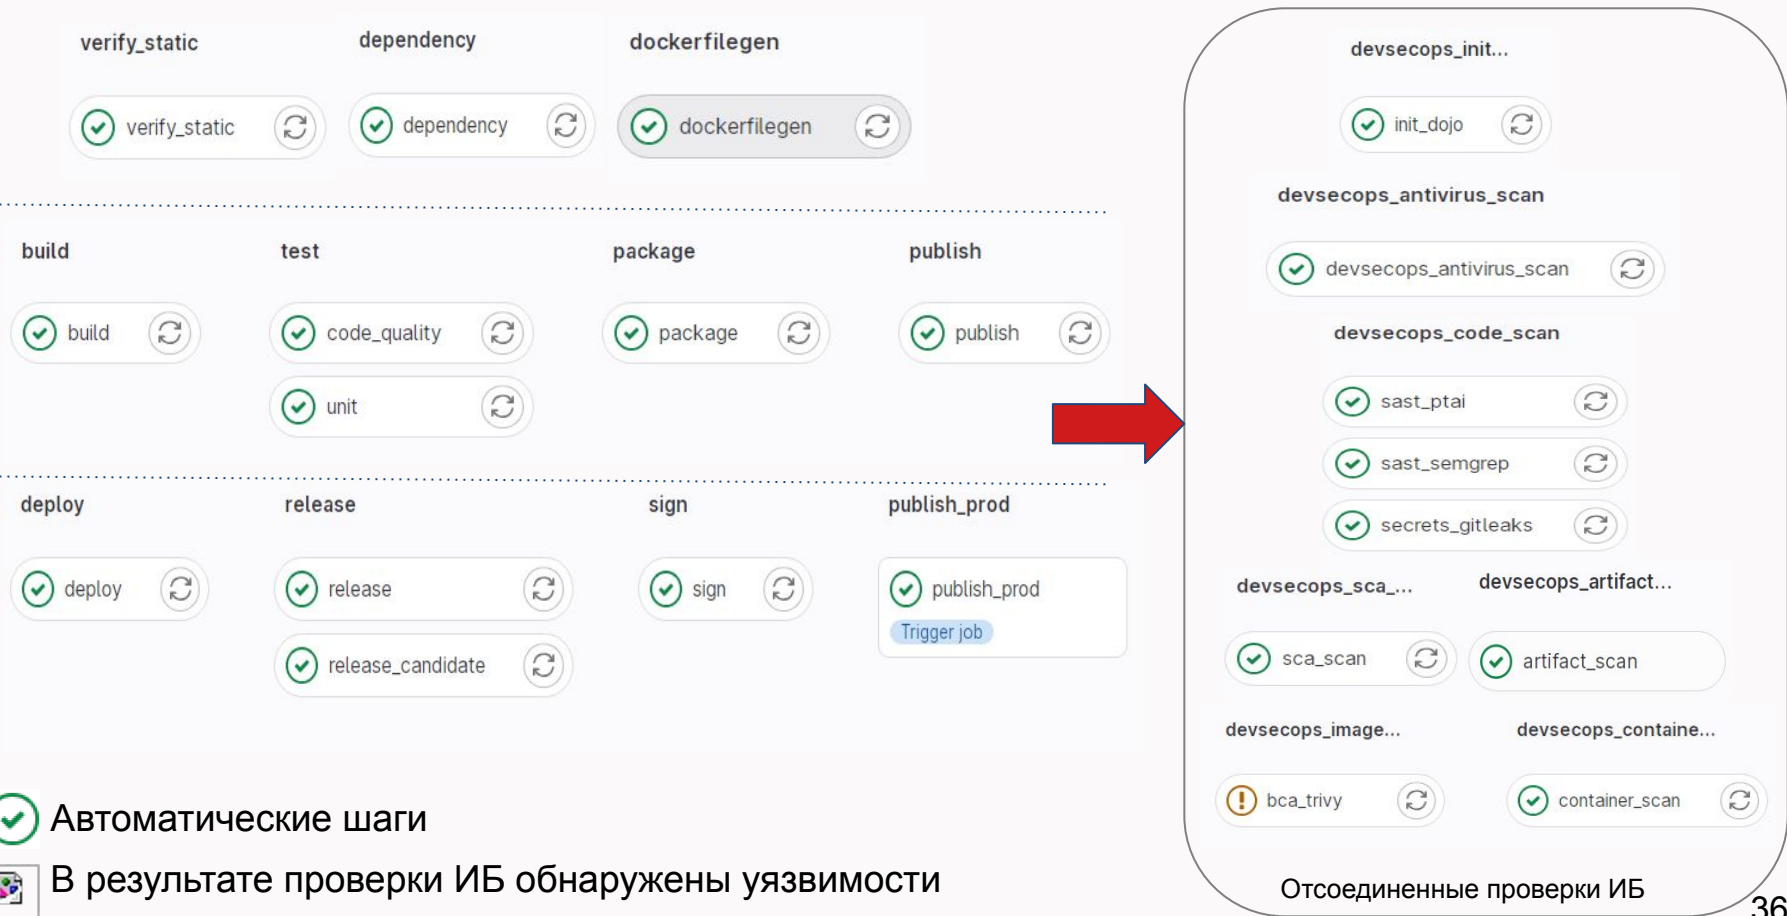 verify_static
dependency
dockerfilegen
verify_static
dependency
dockerfilegen
build
test
package
publish
build
code_quality
package
publish
unit
deploy
release
sign
publish_prod
deploy
release
sign
publish_prod
Trigger job
release_candidate
Автоматические шаги
В результате проверки ИБ обнаружены уязвимости
devsecops_init...
init_dojo
devsecops_antivirus_scan
devsecops_antivirus_scan
devsecops_code_scan
sast_ptai
sast_semgrep
secrets_gitleaks
devsecops_sca_...
devsecops_artifact...
sca_scan
artifact_scan
devsecops_image...
devsecops_containe...
bca_trivy
container_scan
Отсоединенные проверки ИБ
36